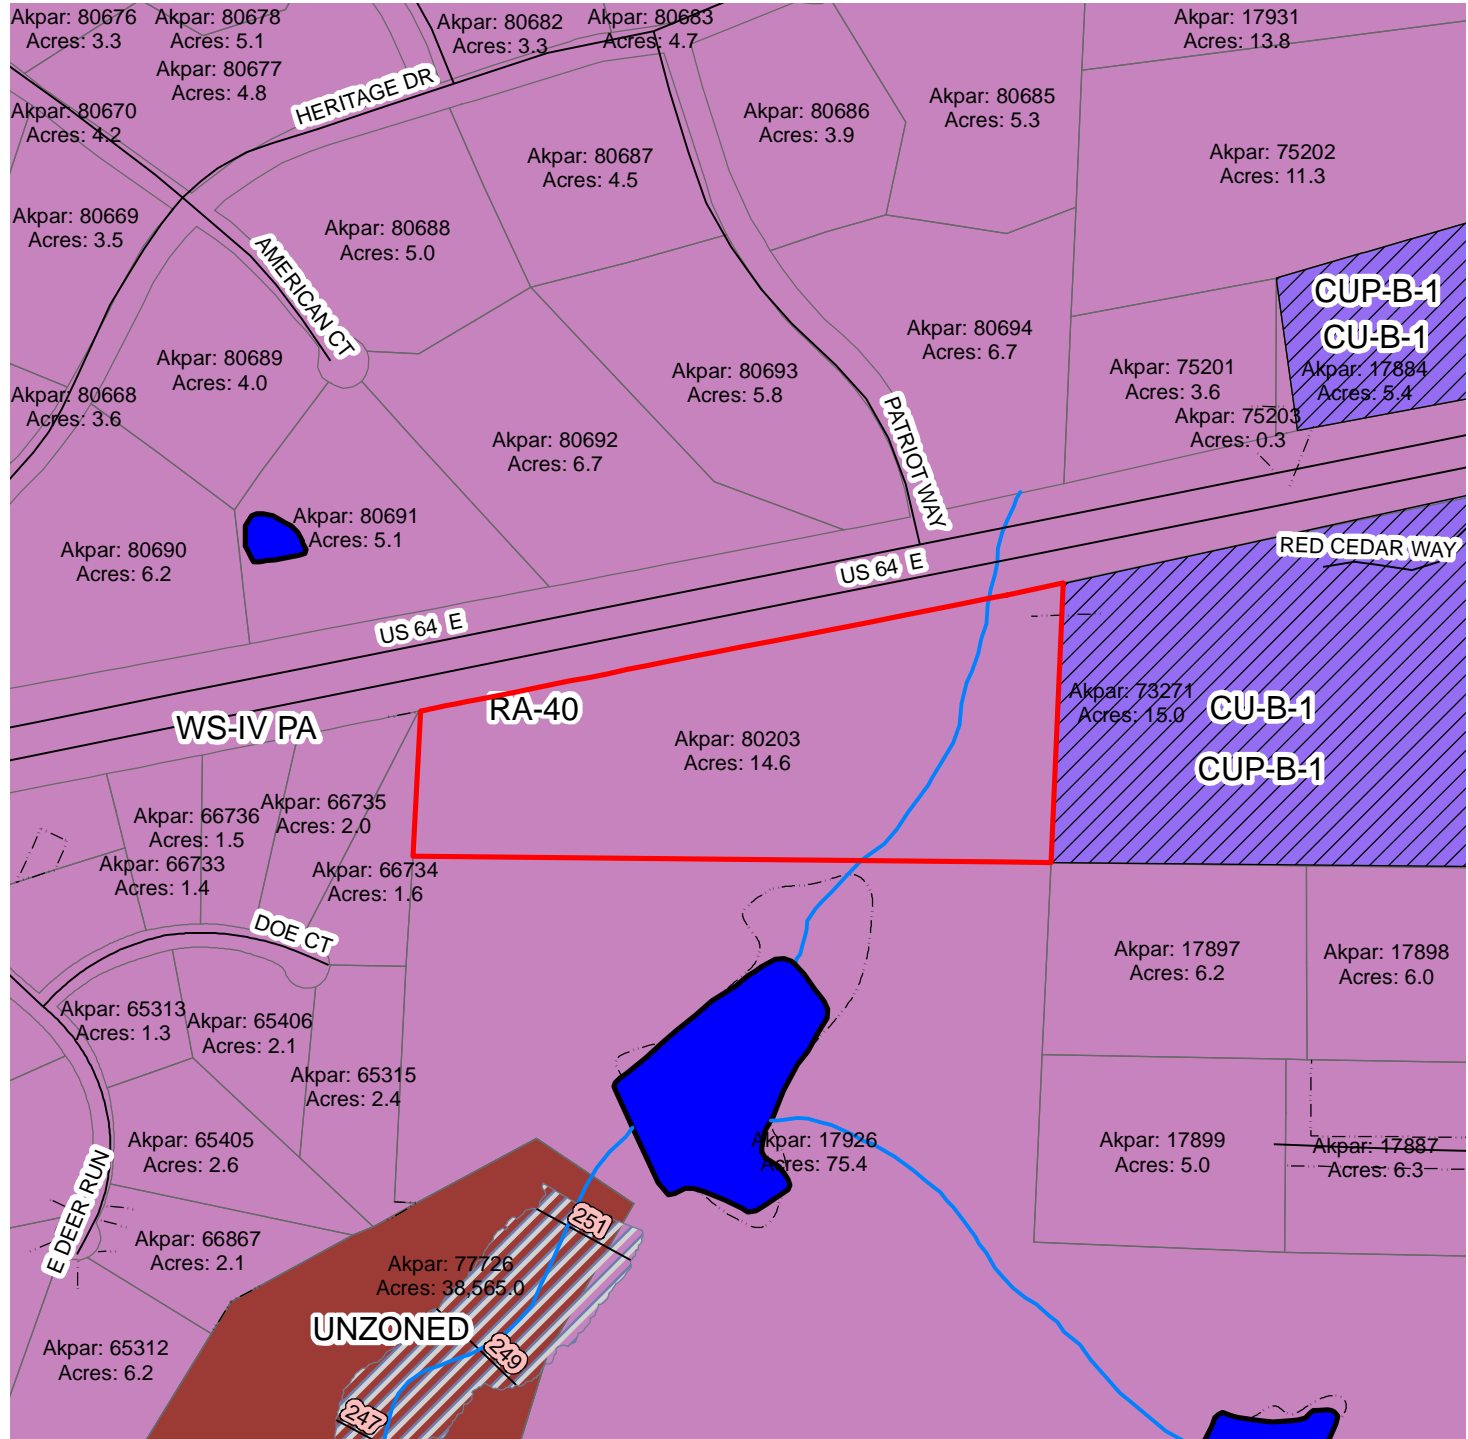 Akpar: 80676
Acres: 3.3
Akpar: 80678
Acres: 5.1
Akpar: 80682
Acres: 3.3
Akpar: 80683
Acres: 4.7
Akpar: 17931
Acres: 13.8
Akpar: 80677
Acres: 4.8
HERITAGE DR
Akpar: 80670
Acres: 4.2
Akpar: 80686
Acres: 3.9
Akpar: 80685
Acres: 5.3
Akpar: 80687
Acres: 4.5
Akpar: 75202
Acres: 11.3
Akpar: 80669
Acres: 3.5
Akpar: 80688
Acres: 5.0
AMERICAN CT
CUP-B-1
CU-B-1
Akpar: 17884
Acres: 5.4
Akpar: 80694
Acres: 6.7
Akpar: 80689
Acres: 4.0
Akpar: 80693
Acres: 5.8
Akpar: 75201
Acres: 3.6
Akpar: 80668
Acres: 3.6
Akpar: 75203
Acres: 0.3
PATRIOT WAY
Akpar: 80692
Acres: 6.7
Akpar: 80691
Acres: 5.1
Akpar: 80690
Acres: 6.2
RED CEDAR WAY
US 64 E
US 64 E
RA-40
WS-IV PA
Akpar: 73271
Acres: 15.0
CU-B-1
CUP-B-1
Akpar: 80203
Acres: 14.6
Akpar: 66735
Acres: 2.0
Akpar: 66736
Acres: 1.5
Akpar: 66733
Acres: 1.4
Akpar: 66734
Acres: 1.6
DOE CT
Akpar: 17897
Acres: 6.2
Akpar: 17898
Acres: 6.0
Akpar: 65313
Acres: 1.3
Akpar: 65406
Acres: 2.1
Akpar: 65315
Acres: 2.4
Akpar: 65405
Acres: 2.6
Akpar: 17926
Acres: 75.4
Akpar: 17899
Acres: 5.0
Akpar: 17887
Acres: 6.3
E DEER RUN
251
Akpar: 66867
Acres: 2.1
Akpar: 77726
Acres: 38,565.0
UNZONED
249
Akpar: 65312
Acres: 6.2
247